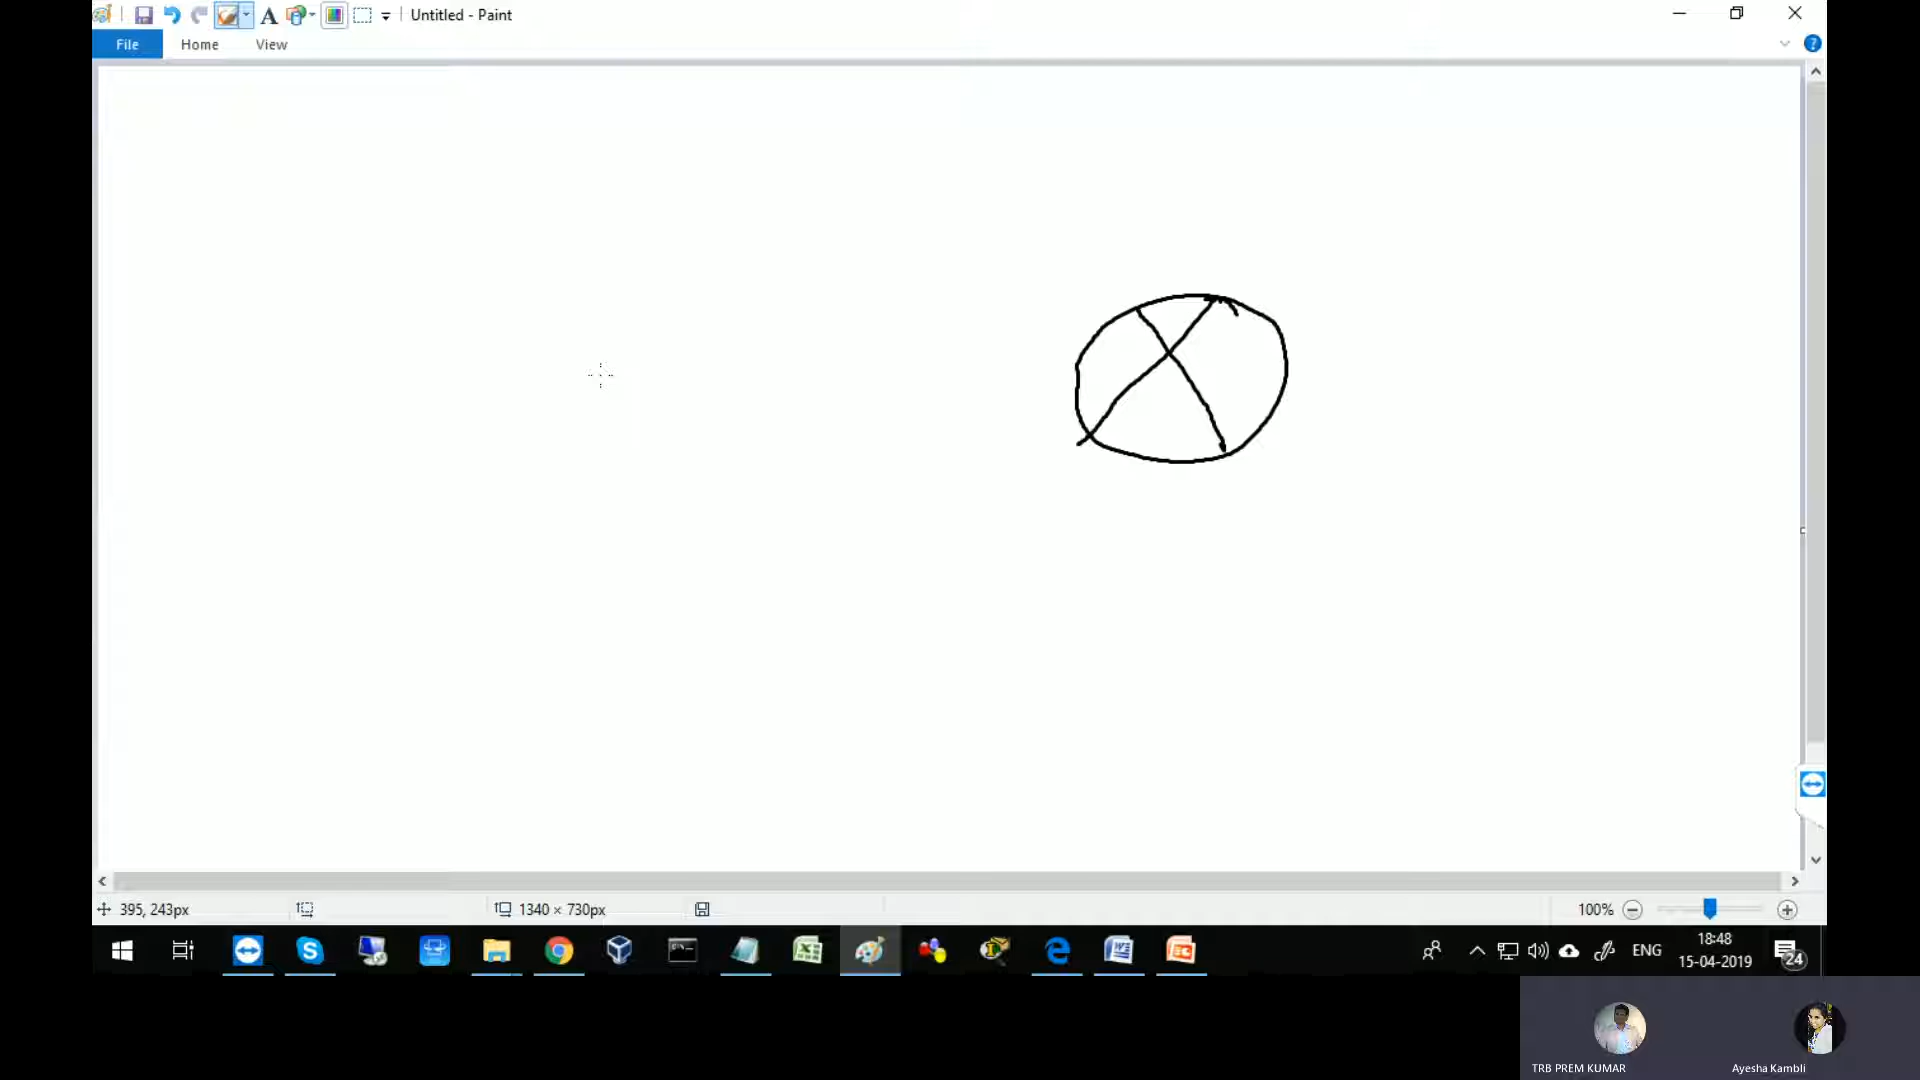 Untitled - Paint
File Home View
395, 243px
1340 × 730px
100%
ENG
18:48
15-04-2019
24
TRB PREM KUMAR
Ayesha Kambli